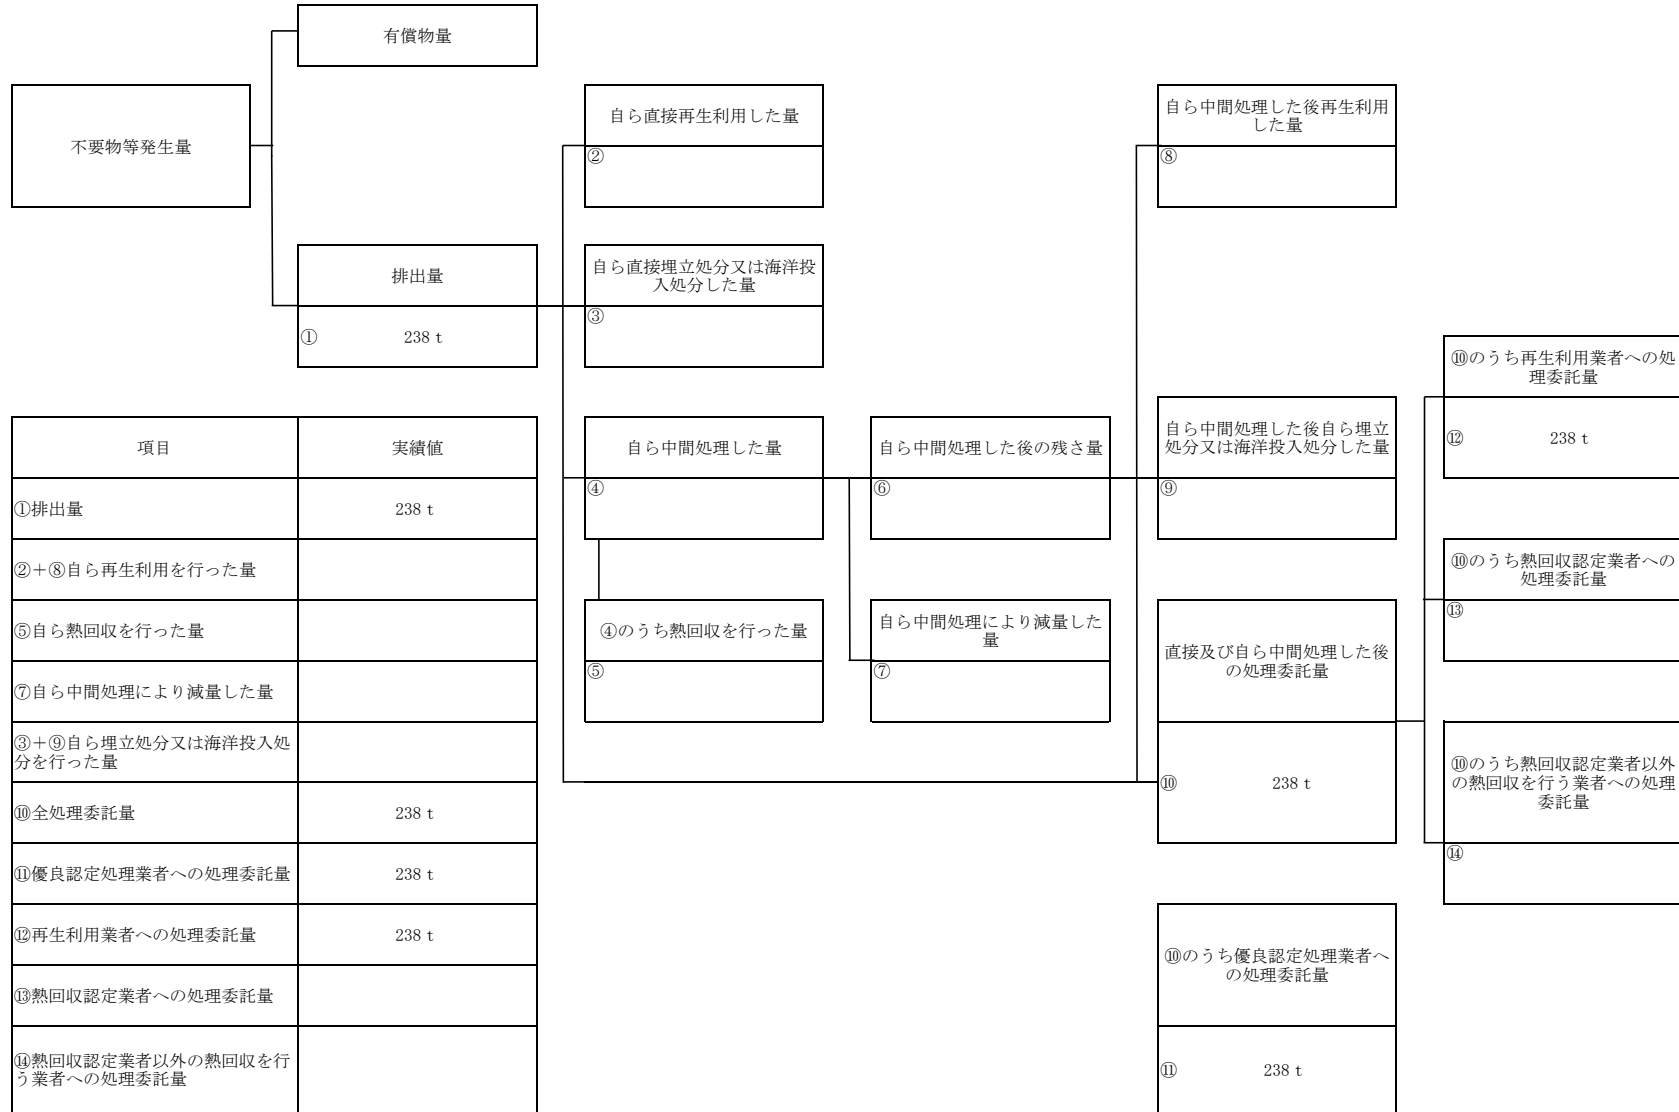 有償物量
不要物等発生量
自ら直接再生利用した量
②
自ら中間処理した後再生利用
した量
⑧
排出量
① 238 t
自ら直接埋立処分又は海洋投
入処分した量
③
⑩のうち再生利用業者への処
理委託量
⑫ 238 t
自ら中間処理した量
④
自ら中間処理した後の残さ量
⑥
自ら中間処理した後自ら埋立
処分又は海洋投入処分した量
⑨
⑩のうち熱回収認定業者への
処理委託量
⑬
④のうち熱回収を行った量
⑤
自ら中間処理により減量した
量
⑦
直接及び自ら中間処理した後
の処理委託量
⑩ 238 t
⑩のうち熱回収認定業者以外
の熱回収を行う業者への処理
委託量
⑭
⑩のうち優良認定処理業者へ
の処理委託量
⑪ 238 t
項目 実績値
①排出量 238 t
②+⑧自ら再生利用を行った量
⑤自ら熱回収を行った量
⑦自ら中間処理により減量した量
③+⑨自ら埋立処分又は海洋投入処
分を行った量
⑩全処理委託量 238 t
⑪優良認定処理業者への処理委託量 238 t
⑫再生利用業者への処理委託量 238 t
⑬熱回収認定業者への処理委託量
⑭熱回収認定業者以外の熱回収を行
う業者への処理委託量